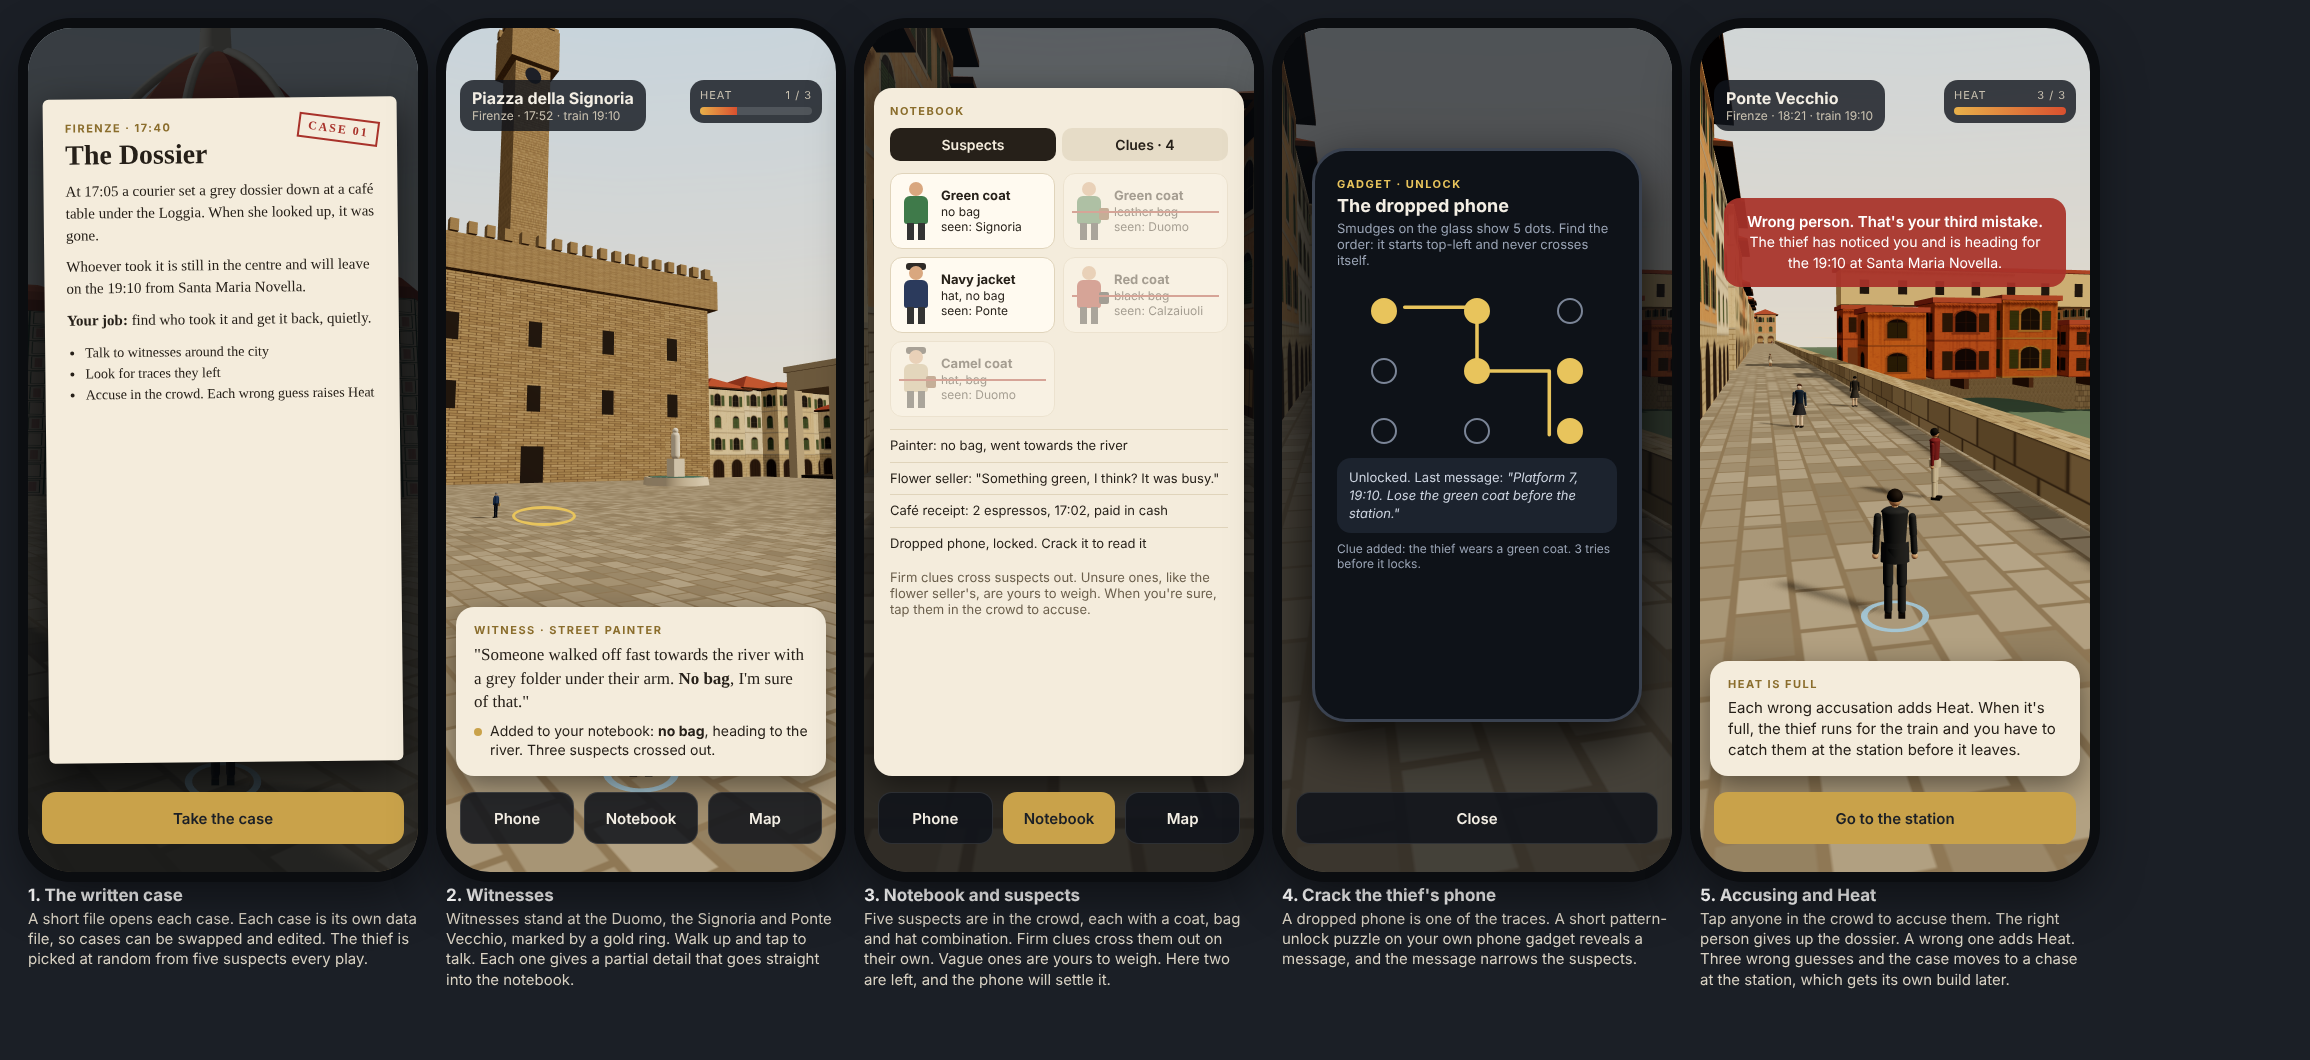 FIRENZE · 17:40
CASE 01
The Dossier
At 17:05 a courier set a grey dossier down at a café
table under the Loggia. When she looked up, it was
gone.
Whoever took it is still in the centre and will leave
on the 19:10 from Santa Maria Novella.
Your job: find who took it and get it back, quietly.
• Talk to witnesses around the city
• Look for traces they left
• Accuse in the crowd. Each wrong guess raises Heat
Take the case
1. The written case
A short file opens each case. Each case is its own data
file, so cases can be swapped and edited. The thief is
picked at random from five suspects every play.
Piazza della Signoria
Firenze · 17:52 · train 19:10
HEAT 1 / 3
WITNESS · STREET PAINTER
"Someone walked off fast towards the river with
a grey folder under their arm. No bag, I'm sure
of that."
Added to your notebook: no bag, heading to the
river. Three suspects crossed out.
Phone
Notebook
Map
2. Witnesses
Witnesses stand at the Duomo, the Signoria and Ponte
Vecchio, marked by a gold ring. Walk up and tap to
talk. Each one gives a partial detail that goes straight
into the notebook.
NOTEBOOK
Suspects
Clues · 4
Green coat
no bag
seen: Signoria
Green coat
leather bag
seen: Duomo
Navy jacket
hat, no bag
seen: Ponte
Red coat
black bag
seen: Calzaiuoli
Camel coat
hat, bag
seen: Duomo
Painter: no bag, went towards the river
Flower seller: "Something green, I think? It was busy."
Café receipt: 2 espressos, 17:02, paid in cash
Dropped phone, locked. Crack it to read it
Firm clues cross suspects out. Unsure ones, like the
flower seller's, are yours to weigh. When you're sure,
tap them in the crowd to accuse.
Phone
Notebook
Map
3. Notebook and suspects
Five suspects are in the crowd, each with a coat, bag
and hat combination. Firm clues cross them out on
their own. Vague ones are yours to weigh. Here two
are left, and the phone will settle it.
GADGET · UNLOCK
The dropped phone
Smudges on the glass show 5 dots. Find the
order: it starts top-left and never crosses
itself.
Unlocked. Last message: "Platform 7,
19:10. Lose the green coat before the
station."
Clue added: the thief wears a green coat. 3 tries
before it locks.
Close
4. Crack the thief's phone
A dropped phone is one of the traces. A short pattern-
unlock puzzle on your own phone gadget reveals a
message, and the message narrows the suspects.
Ponte Vecchio
Firenze · 18:21 · train 19:10
HEAT 3 / 3
Wrong person. That's your third mistake.
The thief has noticed you and is heading for
the 19:10 at Santa Maria Novella.
HEAT IS FULL
Each wrong accusation adds Heat. When it's
full, the thief runs for the train and you have to
catch them at the station before it leaves.
Go to the station
5. Accusing and Heat
Tap anyone in the crowd to accuse them. The right
person gives up the dossier. A wrong one adds Heat.
Three wrong guesses and the case moves to a chase
at the station, which gets its own build later.